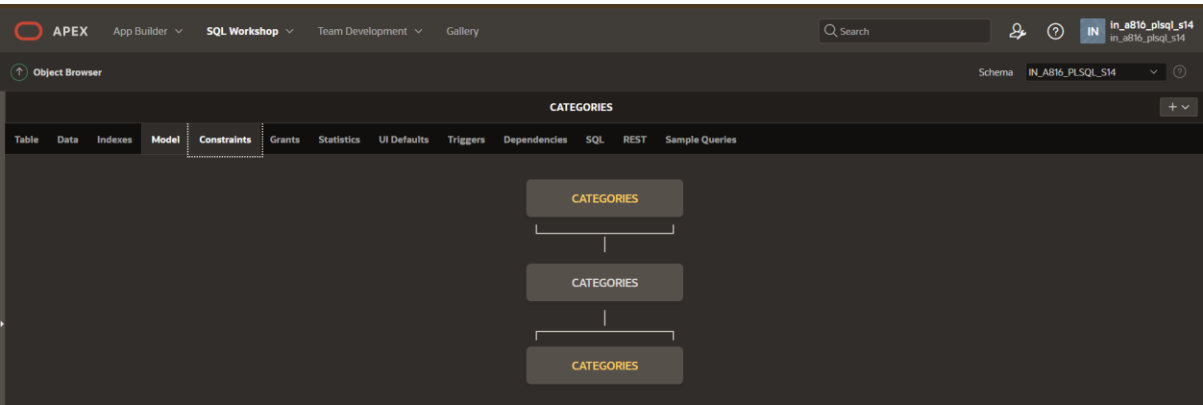 APEX App Builder SQL Workshop Team Development Gallery Search IN in_a816_plsql_s14
in_a816_plsql_s14
Object Browser Schema IN_A816_PLSQL_S14
CATEGORIES
Table Data Indexes Model Constraints Grants Statistics UI Defaults Triggers Dependencies SQL REST Sample Queries
CATEGORIES
CATEGORIES
CATEGORIES